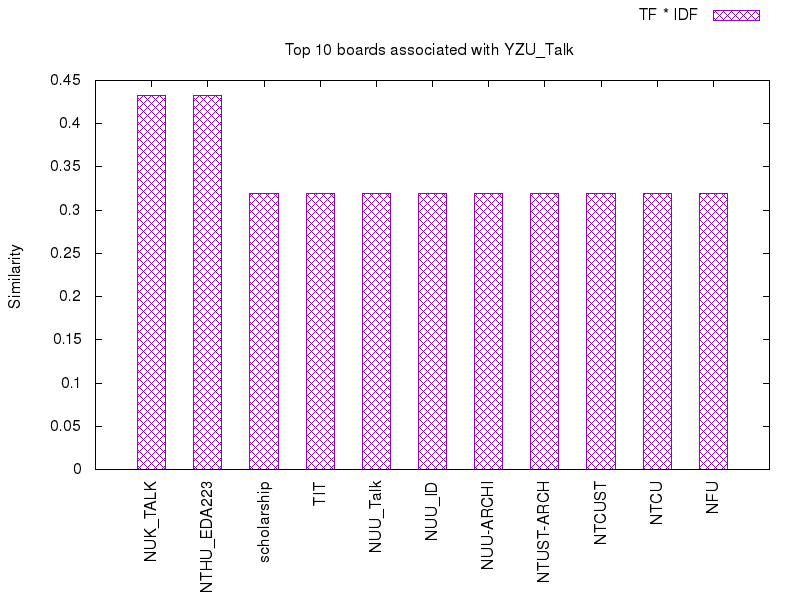 TF * IDF
Top 10 boards associated with YZU_Talk
0.45
0.4
0.35
0.3
0.25
0.2
0.15
0.1
0.05
0
Similarity
NUK_TALK
NTHU_EDA223
scholarship
TIT
NUU_Talk
NUU_ID
NUU-ARCHI
NTUST-ARCH
NTCUST
NTCU
NFU